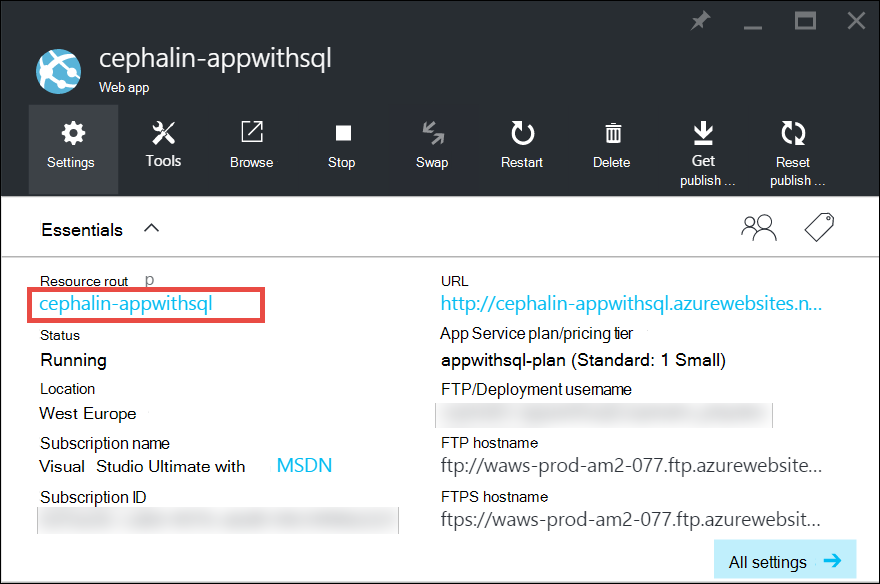 cephalin-appwithsql
Web app
Settings
Tools
Browse
Stop
Swap
Restart
Delete
Get
publish ...
Reset
publish ...
Essentials
Resource rout p
cephalin-appwithsql
Status
Running
Location
West Europe
Subscription name
Visual Studio Ultimate with MSDN
Subscription ID
URL
http://cephalin-appwithsql.azurewebsites.n...
App Service plan/pricing tier
appwithsql-plan (Standard: 1 Small)
FTP/Deployment username
FTP hostname
ftp://waws-prod-am2-077.ftp.azurewebsite...
FTPS hostname
ftps://waws-prod-am2-077.ftp.azurewebsit...
All settings